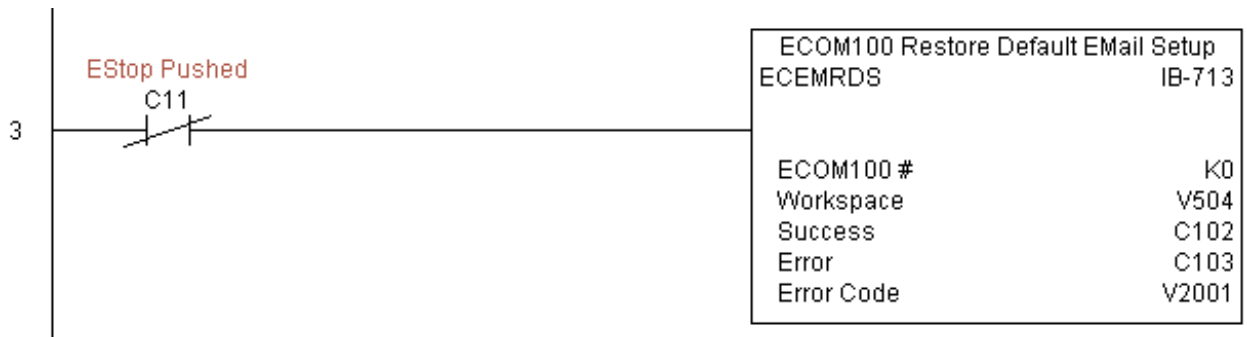 EStop Pushed
C11
3
ECOM100 Restore Default EMail Setup
ECEMRDS IB-713
ECOM100 # K0
Workspace V504
Success C102
Error C103
Error Code V2001